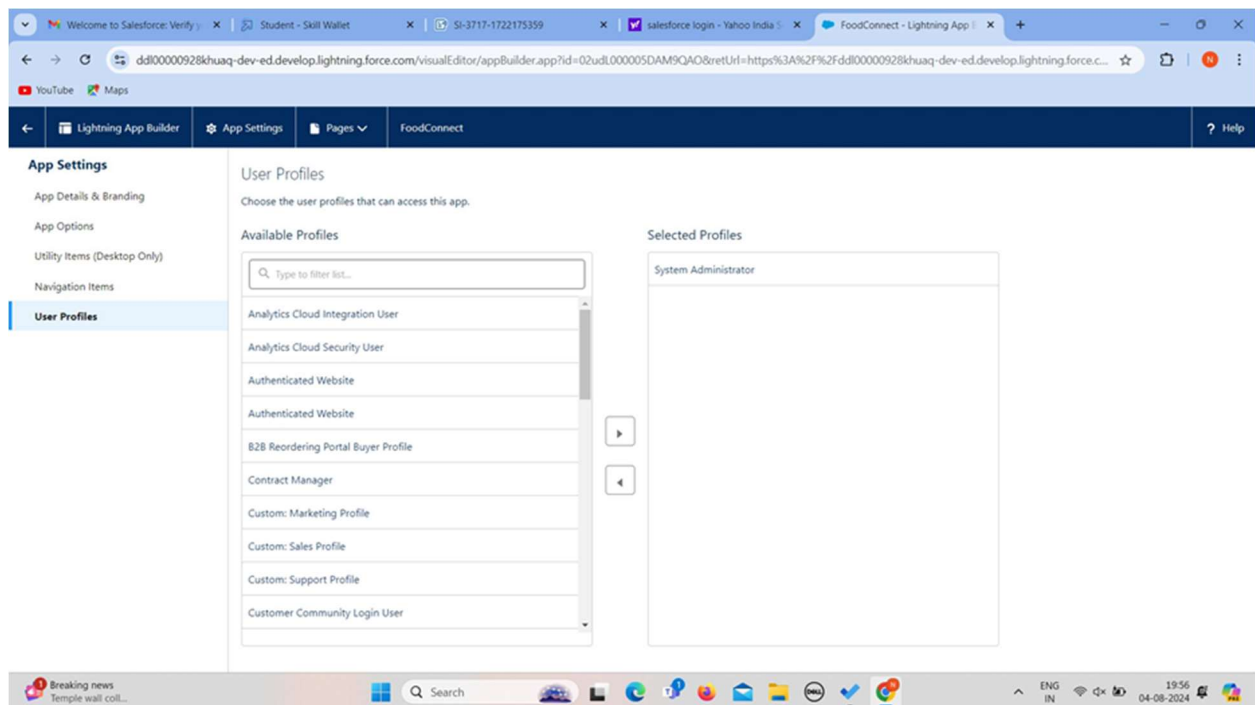 Welcome to Salesforce: Verify y
Student - Skill Wallet
SI-3717-1722175359
salesforce login - Yahoo India S
FoodConnect - Lightning App B
ddl00000928khuaq-dev-ed.develop.lightning.force.com/visualEditor/appBuilder.app?id=02udL000005DAM9QAO&retUrl=https%3A%2F%2Fddl00000928khuaq-dev-ed.develop.lightning.force.c...
N
YouTube
Maps
Lightning App Builder
App Settings
Pages
FoodConnect
? Help
App Settings
App Details & Branding
App Options
Utility Items (Desktop Only)
Navigation Items
User Profiles
User Profiles
Choose the user profiles that can access this app.
Available Profiles
Type to filter list...
Analytics Cloud Integration User
Analytics Cloud Security User
Authenticated Website
Authenticated Website
B2B Reordering Portal Buyer Profile
Contract Manager
Custom: Marketing Profile
Custom: Sales Profile
Custom: Support Profile
Customer Community Login User
Selected Profiles
System Administrator
Breaking news
Temple wall coll...
Search
ENG
IN
19:56
04-08-2024